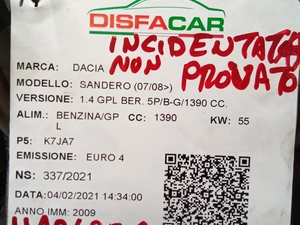 DISFACAR
INCIDENTATA
NON PROVATO
MARCA: DACIA
MODELLO: SANDERO (07/08>)
VERSIONE: 1.4 GPL BER. 5P/B-G/1390 CC.
ALIM.: BENZINA/GP CC: 1390 KW: 55
L
P5: K7JA7
EMISSIONE: EURO 4
NS: 337/2021
DATA: 04/02/2021 14:34:00
ANNO IMM: 2009